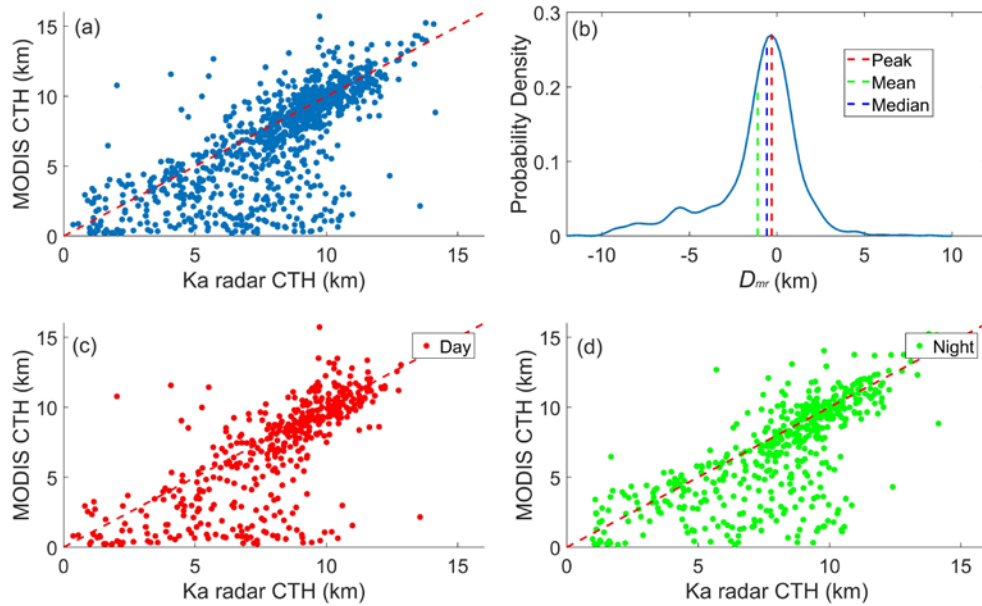 (a)
MODIS CTH (km)
15
10
5
0
0 5 10 15
Ka radar CTH (km)
(b)
Probability Density
0.3
0.2
0.1
0
-10 -5 0 5 10
Dmr (km)
Peak
Mean
Median
(c)
MODIS CTH (km)
15
10
5
0
0 5 10 15
Ka radar CTH (km)
Day
(d)
MODIS CTH (km)
15
10
5
0
0 5 10 15
Ka radar CTH (km)
Night